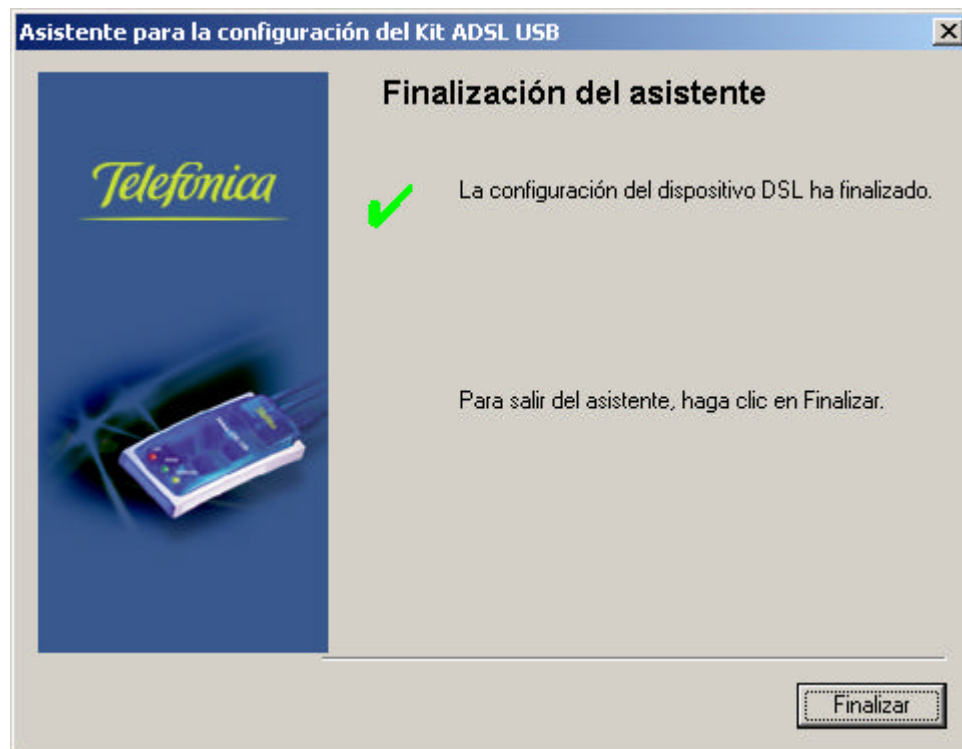 Asistente para la configuración del Kit ADSL USB
Finalización del asistente
Telefónica
La configuración del dispositivo DSL ha finalizado.
Para salir del asistente, haga clic en Finalizar.
Finalizar